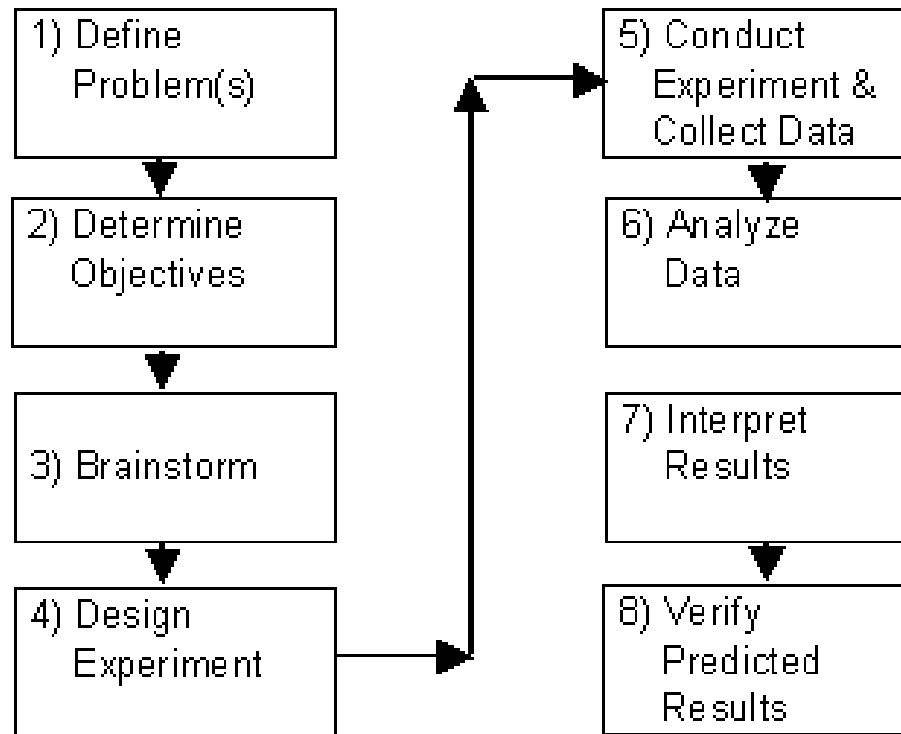 1) Define
Problem(s)
2) Determine
Objectives
3) Brainstorm
4) Design
Experiment
5) Conduct
Experiment &
Collect Data
6) Analyze
Data
7) Interpret
Results
8) Verify
Predicted
Results